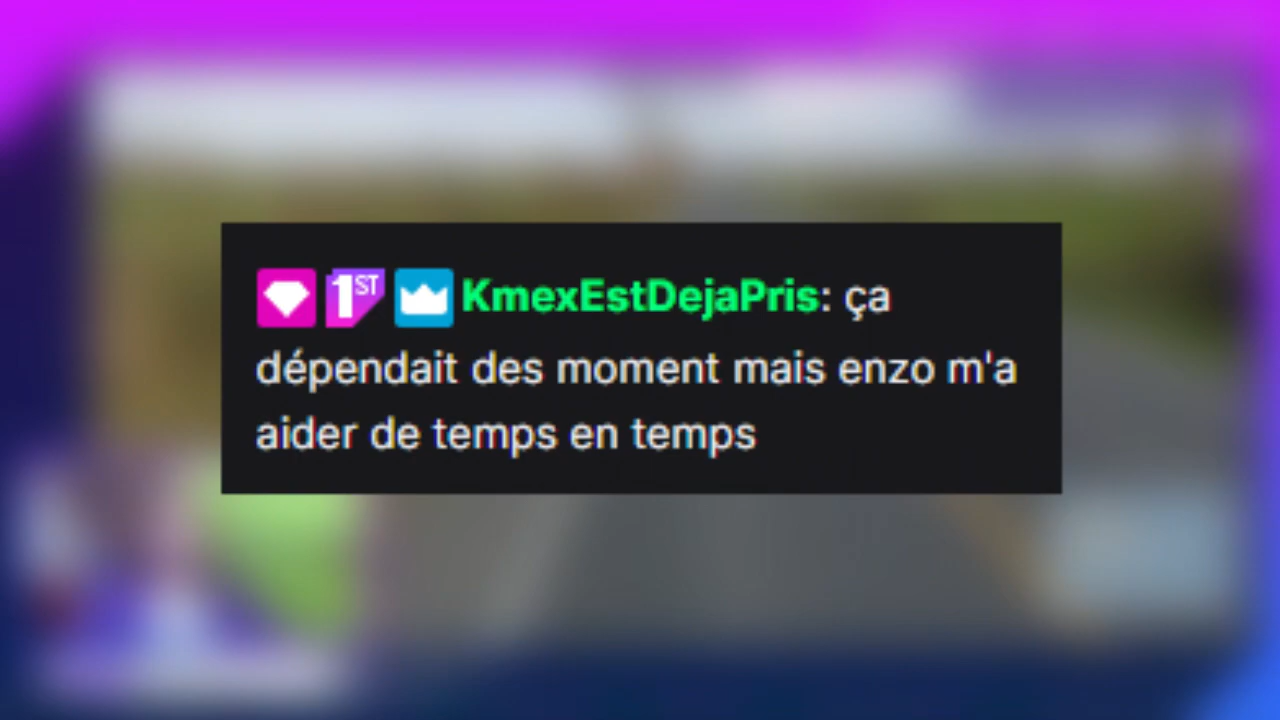 1ST KmexEstDejaPris: ça
dépendait des moment mais enzo m'a
aider de temps en temps